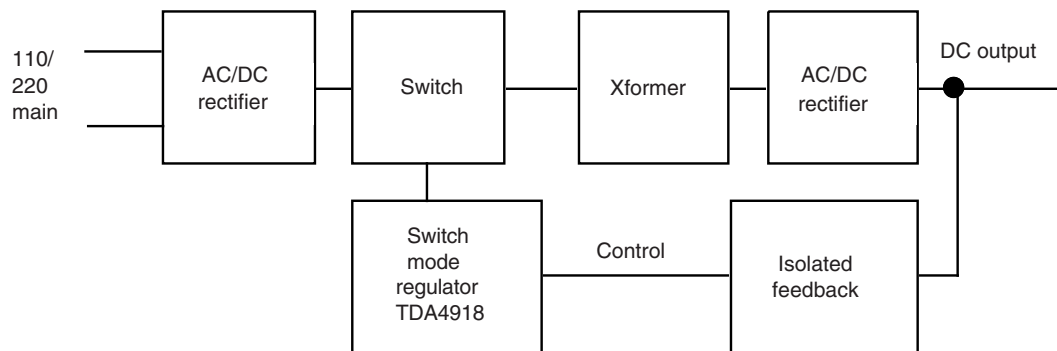 110/
220
main
AC/DC
rectifier
Switch
Xformer
AC/DC
rectifier
DC output
Switch
mode
regulator
TDA4918
Control
Isolated
feedback